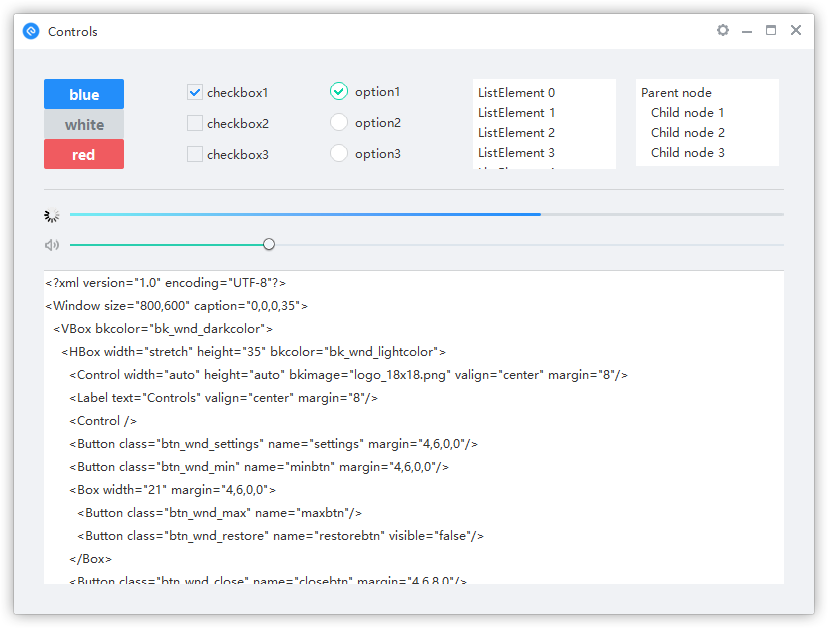 Controls
blue
white
red
checkbox1
checkbox2
checkbox3
option1
option2
option3
ListElement 0
ListElement 1
ListElement 2
ListElement 3
Parent node
Child node 1
Child node 2
Child node 3
<?xml version="1.0" encoding="UTF-8"?>
<Window size="800,600" caption="0,0,0,35">
<VBox bkcolor="bk_wnd_darkcolor">
<HBox width="stretch" height="35" bkcolor="bk_wnd_lightcolor">
<Control width="auto" height="auto" bkimage="logo_18x18.png" valign="center" margin="8"/>
<Label text="Controls" valign="center" margin="8"/>
<Control />
<Button class="btn_wnd_settings" name="settings" margin="4,6,0,0"/>
<Button class="btn_wnd_min" name="minbtn" margin="4,6,0,0"/>
<Box width="21" margin="4,6,0,0">
<Button class="btn_wnd_max" name="maxbtn"/>
<Button class="btn_wnd_restore" name="restorebtn" visible="false"/>
</Box>
<Button class="btn_wnd_close" name="closebtn" margin="4,6,8,0"/>